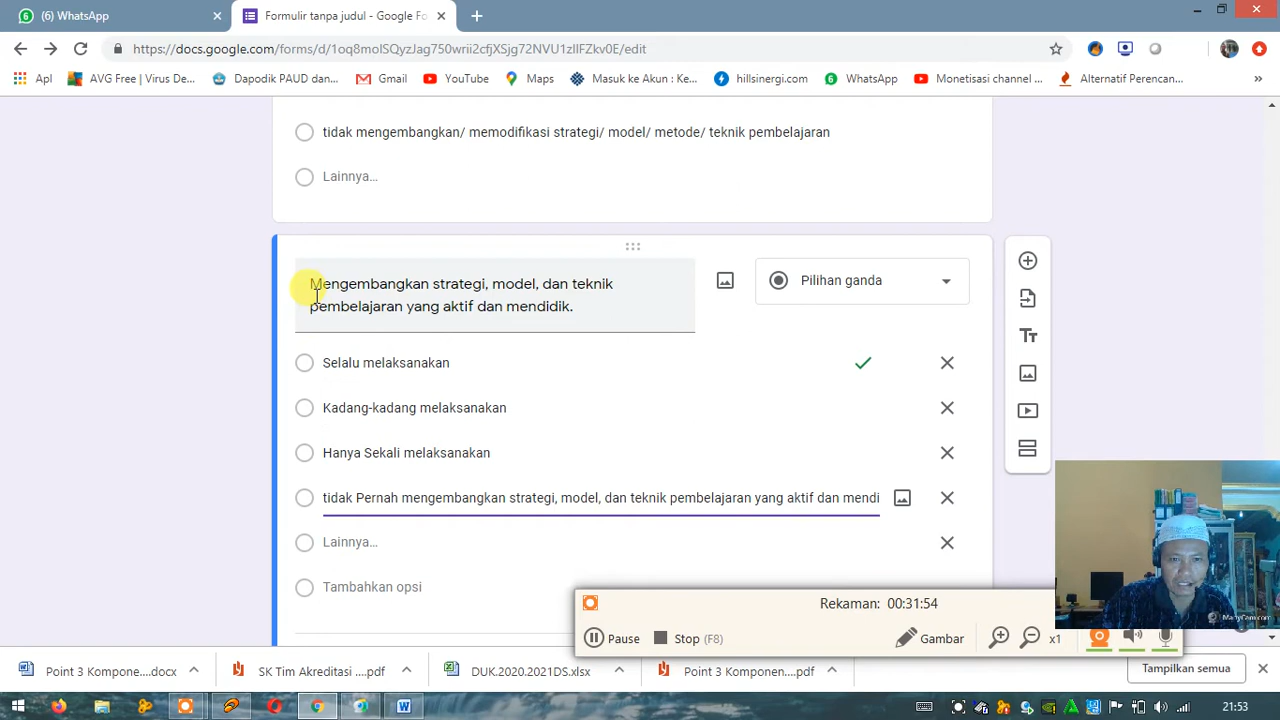 (6) WhatsApp
Formulir tanpa judul - Google Fo
https://docs.google.com/forms/d/1oq8molSQyzJag750wrii2cfjXSjg72NVU1zIlFZkv0E/edit
Apl
AVG Free | Virus De...
Dapodik PAUD dan...
Gmail
YouTube
Maps
Masuk ke Akun : Ke...
hillsinergi.com
WhatsApp
Monetisasi channel ...
Alternatif Perencan...
»
tidak mengembangkan/ memodifikasi strategi/ model/ metode/ teknik pembelajaran
Lainnya...
Mengembangkan strategi, model, dan teknik
pembelajaran yang aktif dan mendidik.
Pilihan ganda
Selalu melaksanakan
Kadang-kadang melaksanakan
Hanya Sekali melaksanakan
tidak Pernah mengembangkan strategi, model, dan teknik pembelajaran yang aktif dan mendi
Lainnya...
Tambahkan opsi
Rekaman: 00:31:54
Pause
Stop (F8)
Gambar
x1
ManyCam.com
Point 3 Kompone....docx
SK Tim Akreditasi ....pdf
DUK.2020.2021DS.xlsx
Point 3 Komponen....pdf
Tampilkan semua
21:53